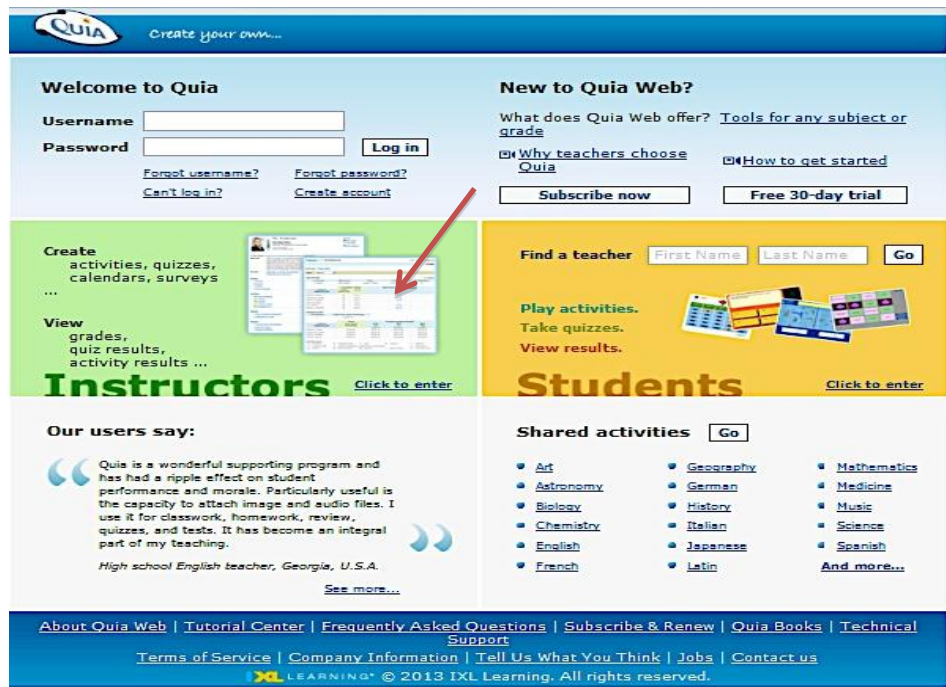 QUIA Create your own...
Welcome to Quia
Username
Password Log in
Forgot username? Forgot password?
Can't log in? Create account
New to Quia Web?
What does Quia Web offer? Tools for any subject or
grade
Why teachers choose
Quia
How to get started
Subscribe now Free 30-day trial
Create
activities, quizzes,
calendars, surveys
...
View
grades,
quiz results,
activity results ...
Instructors Click to enter
Find a teacher First Name Last Name Go
Play activities.
Take quizzes.
View results.
Students Click to enter
Our users say:
“ Quia is a wonderful supporting program and
has had a ripple effect on student
performance and morale. Particularly useful is
the capacity to attach image and audio files. I
use it for classwork, homework, review,
quizzes, and tests. It has become an integral
part of my teaching. ”
High school English teacher, Georgia, U.S.A.
See more...
Shared activities Go
Art Geography Mathematics
Astronomy German Medicine
Biology History Music
Chemistry Italian Science
English Japanese Spanish
French Latin And more...
About Quia Web | Tutorial Center | Frequently Asked Questions | Subscribe & Renew | Quia Books | Technical
Support
Terms of Service | Company Information | Tell Us What You Think | Jobs | Contact us
IXL LEARNING® © 2013 IXL Learning. All rights reserved.